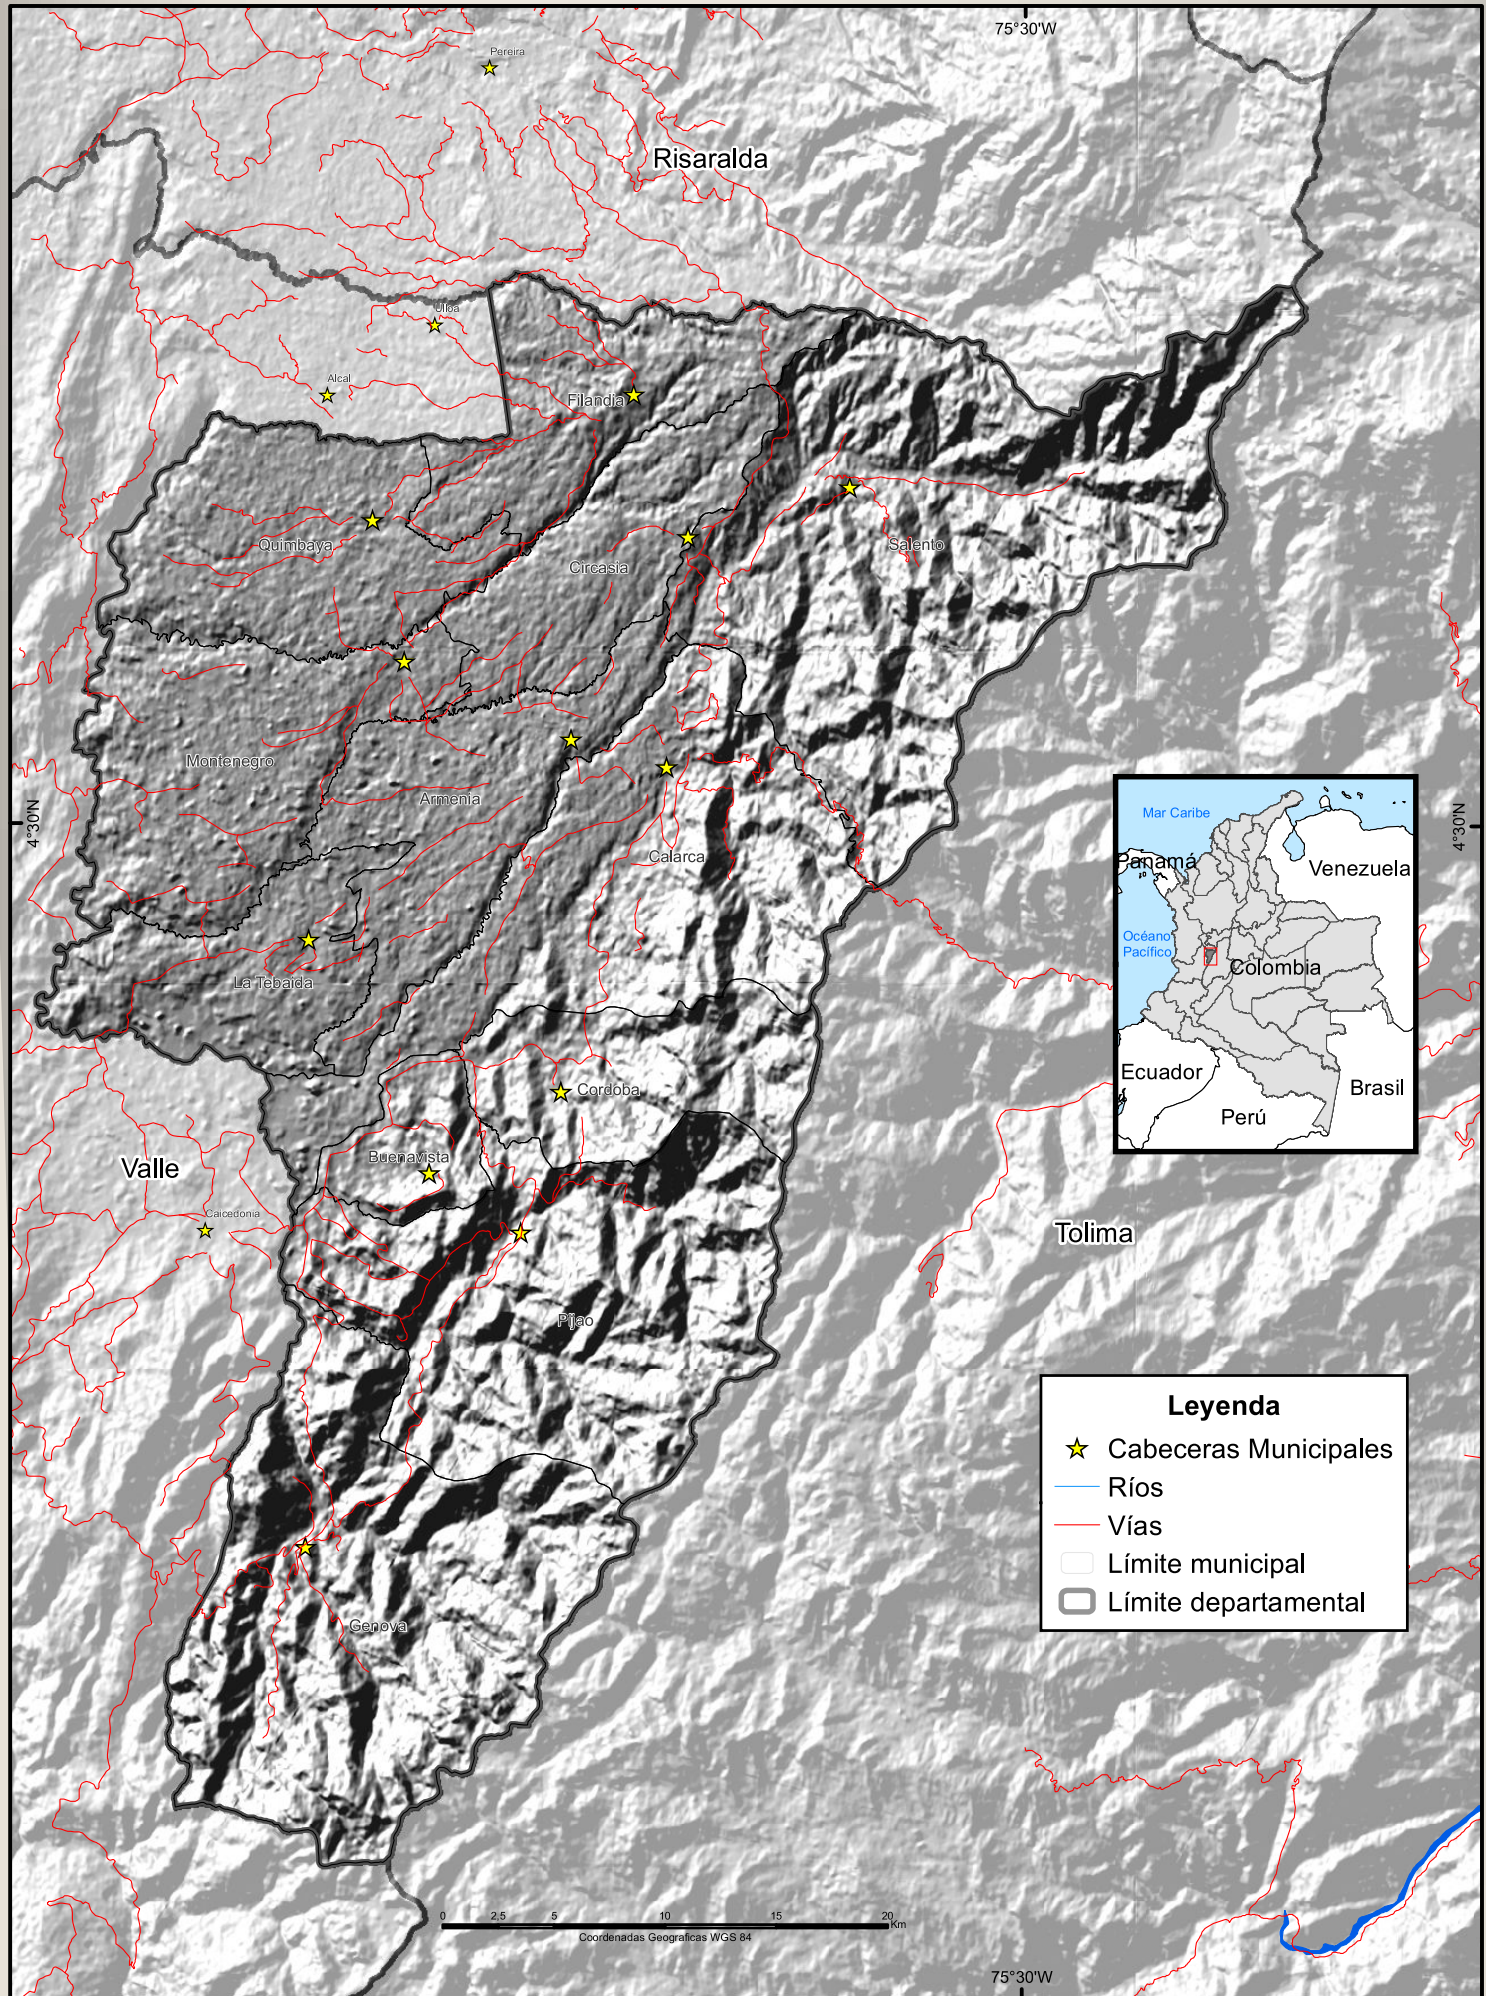 75°30'W
Pereira
Risaralda
Ulloa
Alcal
Filandia
Quimbaya
Circasia
Salento
Montenegro
Armenia
Calarca
4°30'N
4°30'N
La Tebaida
Cordoba
Buenavista
Valle
Caicedonia
Pijao
Tolima
Genova
Mar Caribe
Panamá
Venezuela
Océano
Pacífico
Colombia
Ecuador
Brasil
Perú
Leyenda
Cabeceras Municipales
Ríos
Vías
Límite municipal
Límite departamental
0 2,5 5 10 15 20
Km
Coordenadas Geograficas WGS 84
75°30'W